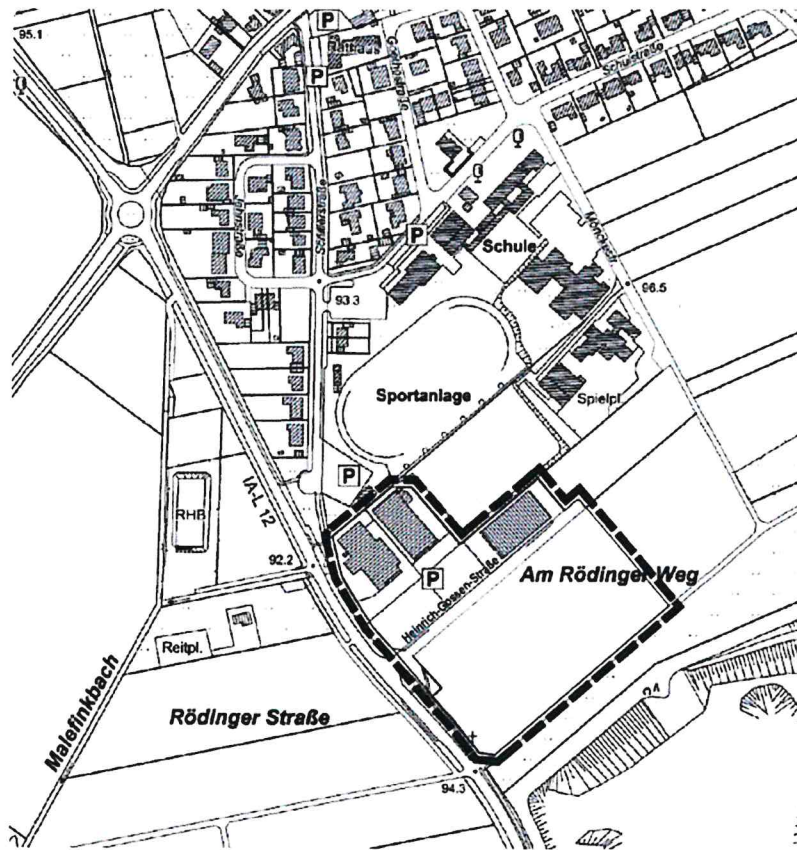 P
95.1
P
Schulstraße
P
Schule
93.3
96.5
Sportanlage
Spielpl.
P
IA-L 12
RHB
92.2
P
Am Rödinger Weg
Heinrich-Gossen-Straße
Reitpl.
Rödinger Straße
Malefinkbach
94.3